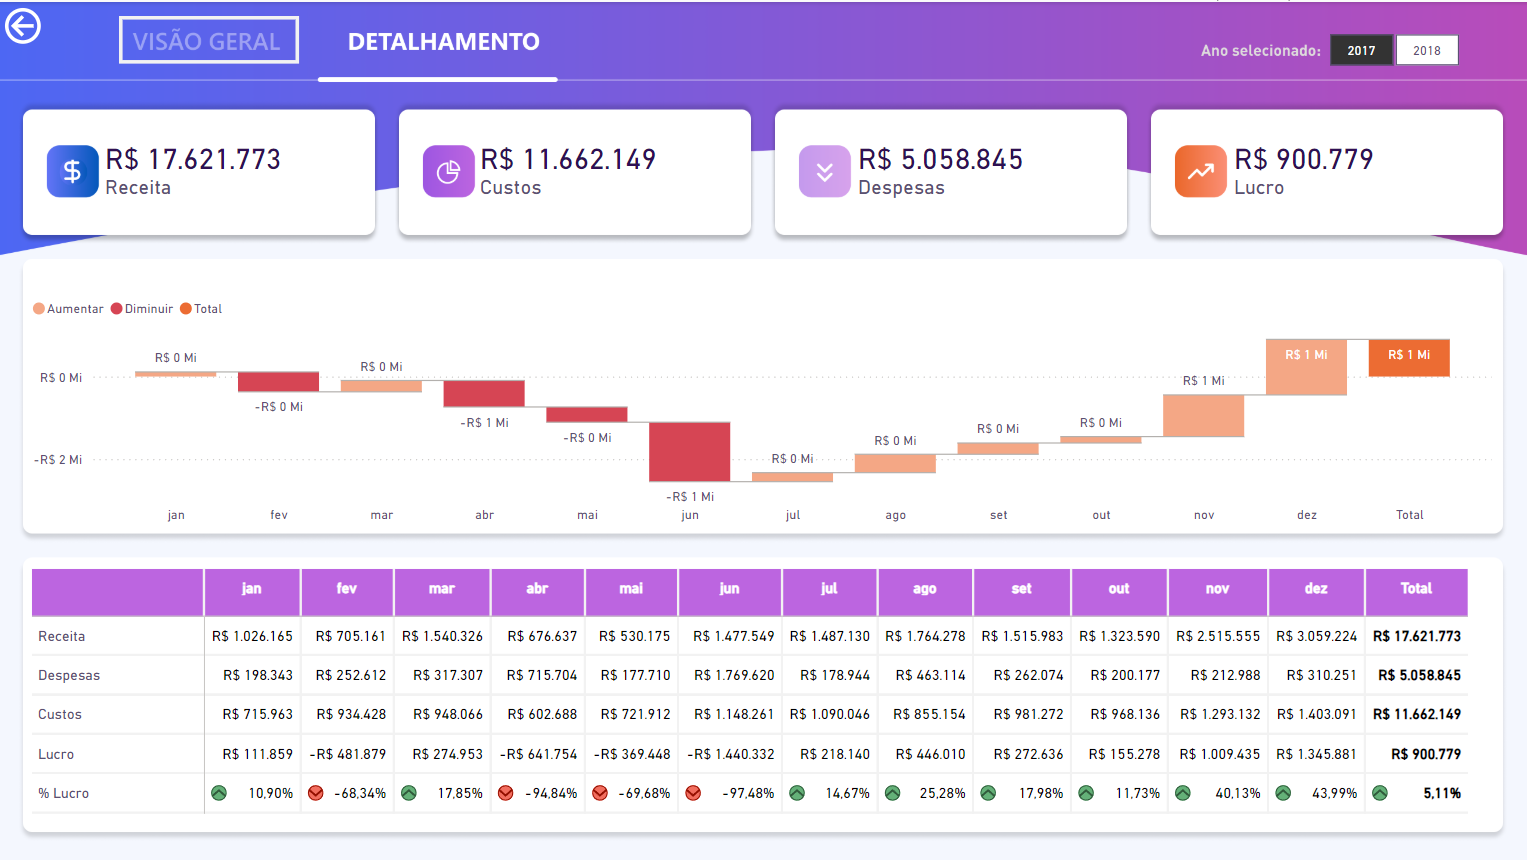 VISÃO GERAL DETALHAMENTO Ano selecionado: 2017 2018
R$ 17.621.773 R$ 11.662.149 R$ 5.058.845 R$ 900.779
Receita Custos Despesas Lucro
Aumentar Diminuir Total
R$ 1 Mi R$ 1 Mi
R$ 0 Mi R$ 0 Mi
R$ 0 Mi R$ 1 Mi
-R$ 0 Mi
-R$ 1 Mi R$ 0 Mi R$ 0 Mi
-R$ 0 Mi R$ 0 Mi
-R$ 2 Mi R$ 0 Mi
-R$ 1 Mi
jan fev mar abr mai jun jul ago set out nov dez Total
jan fev mar abr mai jun jul ago set out nov dez Total
Receita R$ 1.026.165 R$ 705.161 R$ 1.540.326 R$ 676.637 R$ 530.175 R$ 1.477.549 R$ 1.487.130 R$ 1.764.278 R$ 1.515.983 R$ 1.323.590 R$ 2.515.555 R$ 3.059.224 R$ 17.621.773
Despesas R$ 198.343 R$ 252.612 R$ 317.307 R$ 715.704 R$ 177.710 R$ 1.769.620 R$ 178.944 R$ 463.114 R$ 262.074 R$ 200.177 R$ 212.988 R$ 310.251 R$ 5.058.845
Custos R$ 715.963 R$ 934.428 R$ 948.066 R$ 602.688 R$ 721.912 R$ 1.148.261 R$ 1.090.046 R$ 855.154 R$ 981.272 R$ 968.136 R$ 1.293.132 R$ 1.403.091 R$ 11.662.149
Lucro R$ 111.859 -R$ 481.879 R$ 274.953 -R$ 641.754 -R$ 369.448 -R$ 1.440.332 R$ 218.140 R$ 446.010 R$ 272.636 R$ 155.278 R$ 1.009.435 R$ 1.345.881 R$ 900.779
% Lucro 10,90% -68,34% 17,85% -94,84% -69,68% -97,48% 14,67% 25,28% 17,98% 11,73% 40,13% 43,99% 5,11%